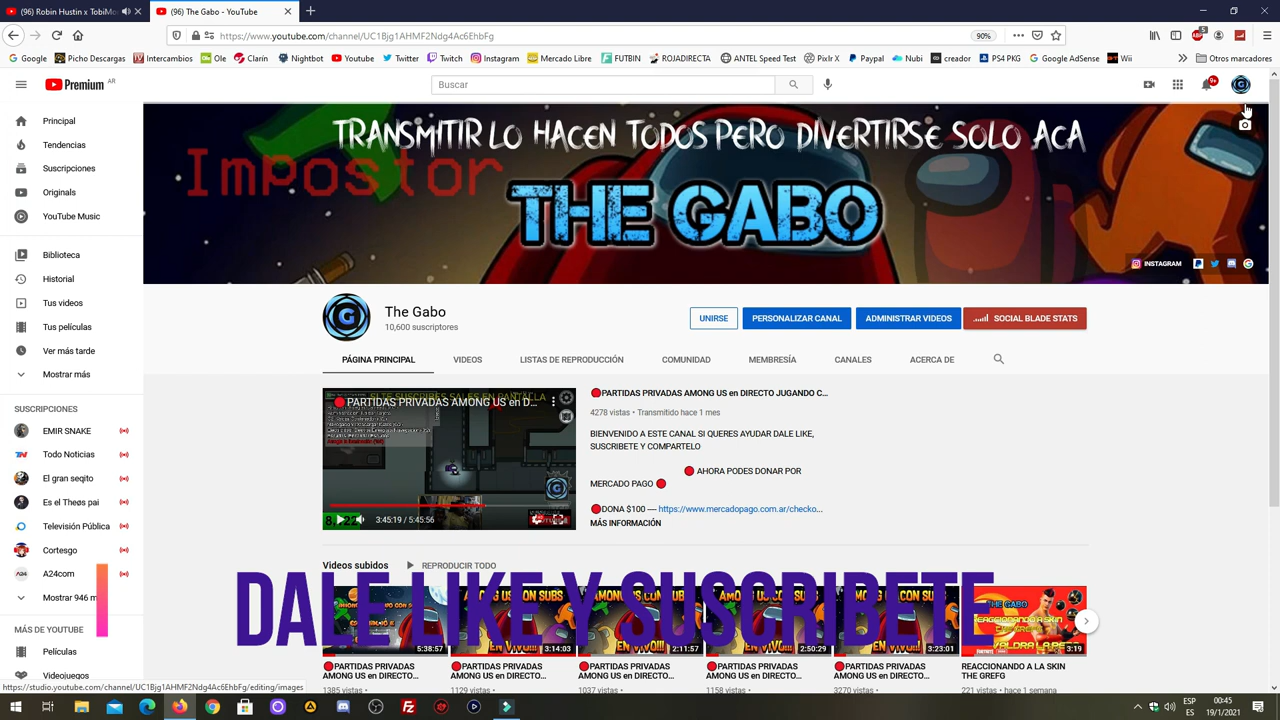 (96) Robin Hustin x TobiMor
(96) The Gabo - YouTube
https://www.youtube.com/channel/UC1Bjg1AHMF2Ndg4Ac6EhbFg
90%
Google
Picho Descargas
Intercambios
Ole
Clarín
Nightbot
Youtube
Twitter
Twitch
Instagram
Mercado Libre
FUTBIN
ROJADIRECTA
ANTEL Speed Test
Pixlr X
Paypal
Nubi
creador
PS4 PKG
Google AdSense
Wii
Otros marcadores
Premium AR
Buscar
9+
Principal
Tendencias
Suscripciones
Originals
YouTube Music
Biblioteca
Historial
Tus videos
Tus películas
Ver más tarde
Mostrar más
SUSCRIPCIONES
EMIR SNAKE
Todo Noticias
El gran seqito
Es el Theøs pai
Televisión Pública
Cortesgo
A24com
Mostrar 946 m
MÁS DE YOUTUBE
Películas
Videojuegos
TRANSMITIR LO HACEN TODOS PERO DIVERTIRSE SOLO ACA
Impostor
THE GABO
INSTAGRAM
The Gabo
10,600 suscriptores
UNIRSE
PERSONALIZAR CANAL
ADMINISTRAR VIDEOS
SOCIAL BLADE STATS
PÁGINA PRINCIPAL
VIDEOS
LISTAS DE REPRODUCCIÓN
COMUNIDAD
MEMBRESÍA
CANALES
ACERCA DE
PARTIDAS PRIVADAS AMONG US en D...
3:45:19 / 5:45:56
🔴PARTIDAS PRIVADAS AMONG US en DIRECTO JUGANDO C...
4278 vistas • Transmitido hace 1 mes
BIENVENIDO A ESTE CANAL SI QUERES AYUDAR DALE LIKE,
SUSCRIBETE Y COMPARTELO
🔴 AHORA PODES DONAR POR
MERCADO PAGO 🔴
🔴DONA $100 — https://www.mercadopago.com.ar/checko...
MÁS INFORMACIÓN
Videos subidos
REPRODUCIR TODO
DALE LIKE Y SUSCRIBETE
5:38:57
3:14:03
2:11:57
2:50:29
3:23:01
3:19
🔴PARTIDAS PRIVADAS
AMONG US en DIRECTO...
1385 vistas •
🔴PARTIDAS PRIVADAS
AMONG US en DIRECTO...
1129 vistas •
🔴PARTIDAS PRIVADAS
AMONG US en DIRECTO...
1037 vistas •
🔴PARTIDAS PRIVADAS
AMONG US en DIRECTO...
1158 vistas •
🔴PARTIDAS PRIVADAS
AMONG US en DIRECTO...
3270 vistas •
REACCIONANDO A LA SKIN
THE GREFG
221 vistas • hace 1 semana
https://studio.youtube.com/channel/UC1Bjg1AHMF2Ndg4Ac6EhbFg/editing/images
ESP
ES
00:45
19/1/2021